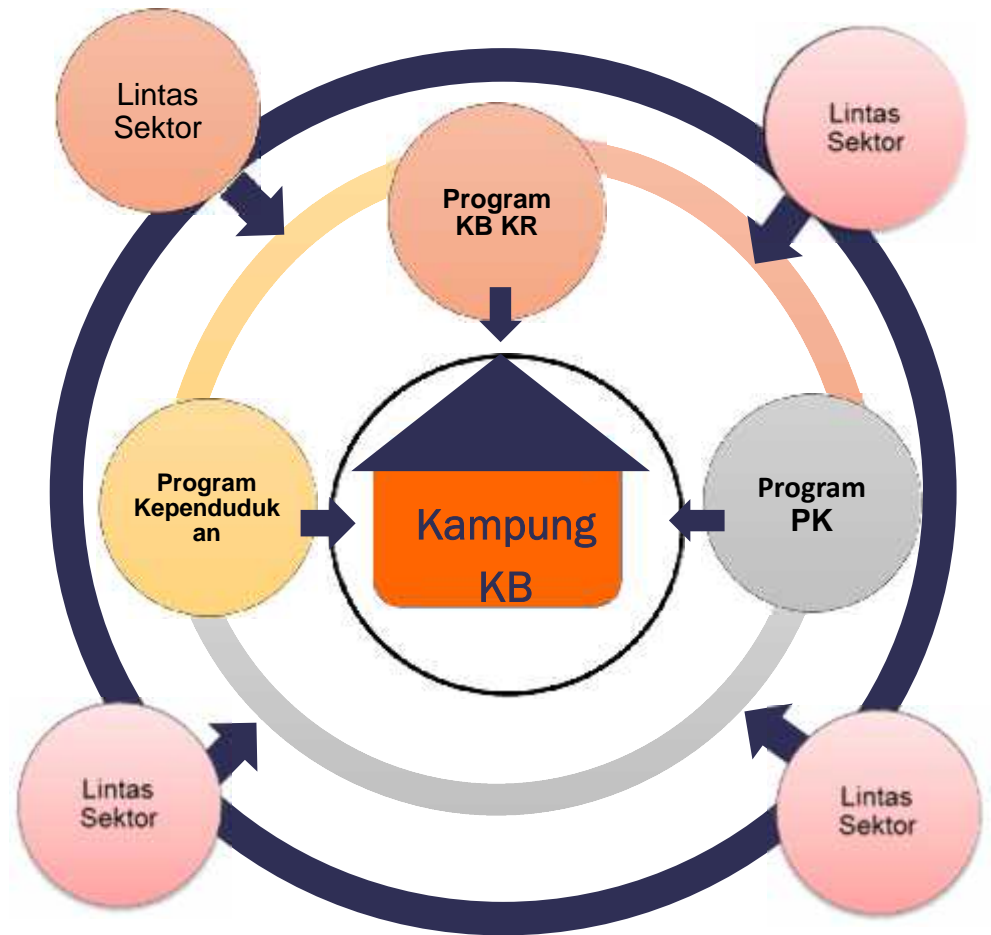 Lintas
Sektor
Lintas
Sektor
Program
KB KR
Program
Kependuduk
an
Program
PK
Kampung
KB
Lintas
Sektor
Lintas
Sektor